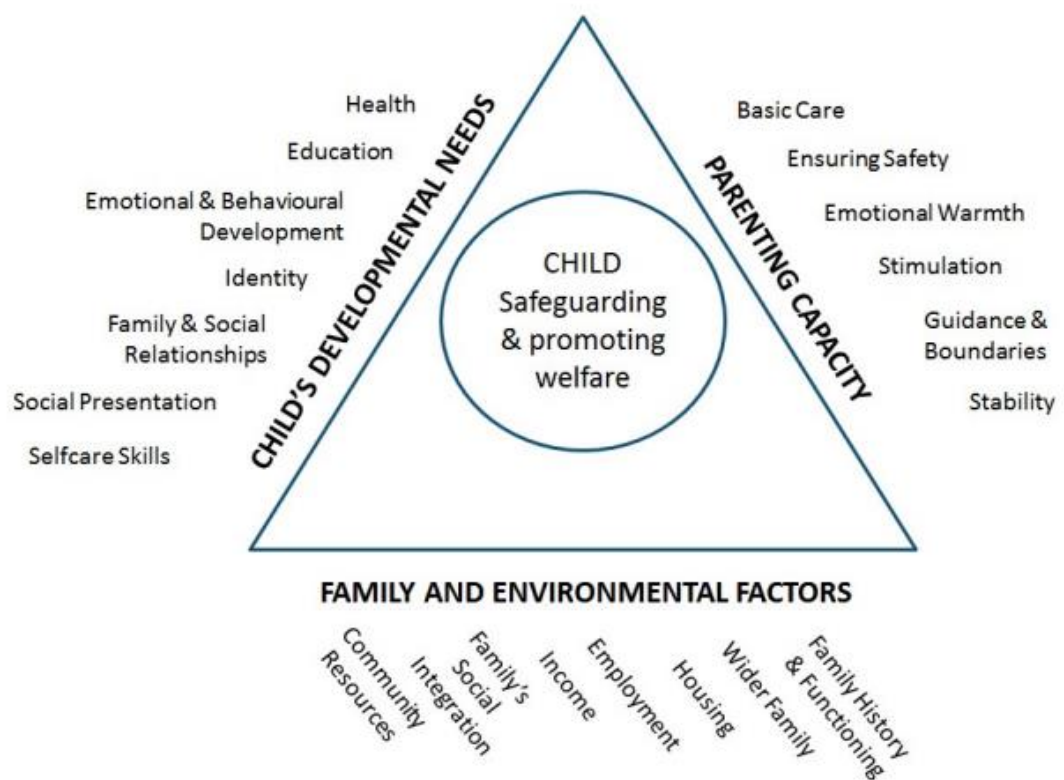 Health
Education
Emotional & Behavioural
Development
Identity
Family & Social
Relationships
Social Presentation
Selfcare Skills
CHILD'S DEVELOPMENTAL NEEDS
CHILD
Safeguarding
& promoting
welfare
PARENTING CAPACITY
Basic Care
Ensuring Safety
Emotional Warmth
Stimulation
Guidance &
Boundaries
Stability
FAMILY AND ENVIRONMENTAL FACTORS
Community
Resources
Family's
Social
Integration
Income
Employment
Housing
Wider Family
Family History
& Functioning